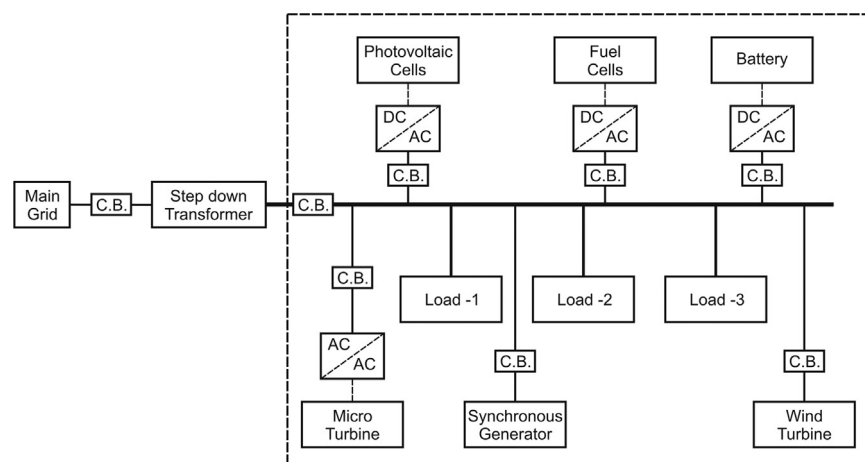 Photovoltaic
Cells
Fuel
Cells
Battery
DC
AC
DC
AC
DC
AC
C.B.
C.B.
C.B.
Main
Grid
C.B.
Step down
Transformer
C.B.
C.B.
Load -1
Load -2
Load -3
AC
AC
C.B.
C.B.
Micro
Turbine
Synchronous
Generator
Wind
Turbine